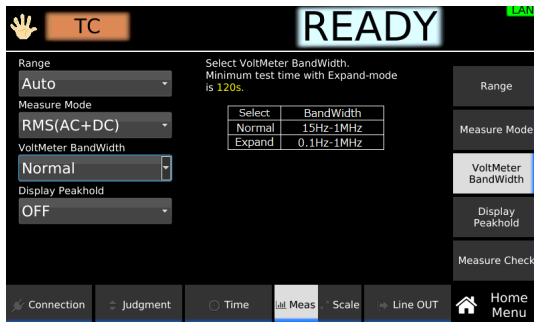 TC
READY
LAN
Range
Auto
Measure Mode
RMS(AC+DC)
VoltMeter BandWidth
Normal
Display Peakhold
OFF
Select VoltMeter BandWidth.
Minimum test time with Expand-mode
is 120s.
Select BandWidth
Normal 15Hz-1MHz
Expand 0.1Hz-1MHz
Range
Measure Mode
VoltMeter
BandWidth
Display
Peakhold
Measure Check
Connection
Judgment
Time
Meas
Scale
Line OUT
Home
Menu